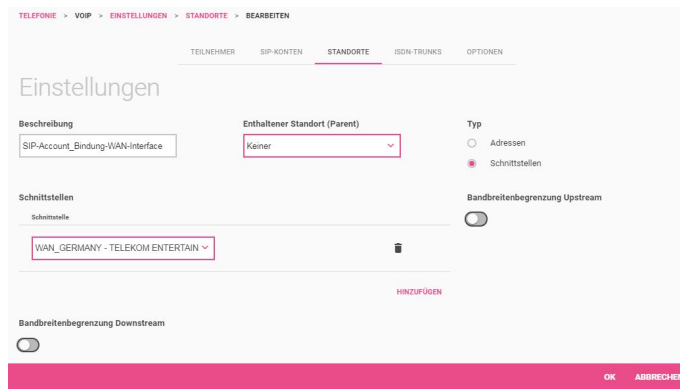 TELEFONIE > VOIP > EINSTELLUNGEN > STANDORTE > BEARBEITEN
TEILNEHMER SIP-KONTEN STANDORTE ISDN-TRUNKS OPTIONEN
Einstellungen
Beschreibung Enthaltener Standort (Parent) Typ
SIP-Account_Bindung-WAN-Interface Keiner Adressen
Schnittstellen
Schnittstellen Bandbreitenbegrenzung Upstream
Schnittstelle
WAN_GERMANY - TELEKOM ENTERTAIN
HINZUFÜGEN
Bandbreitenbegrenzung Downstream
OK ABBRECHEN